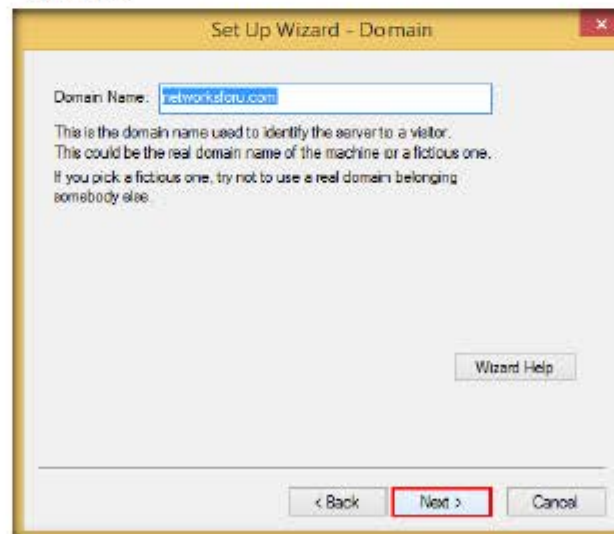 Set Up Wizard - Domain
Domain Name: networksforu.com
This is the domain name used to identify the server to a visitor.
This could be the real domain name of the machine or a fictious one.
If you pick a fictious one, try not to use a real domain belonging
somebody else.
Wizard Help
< Back Next > Cancel